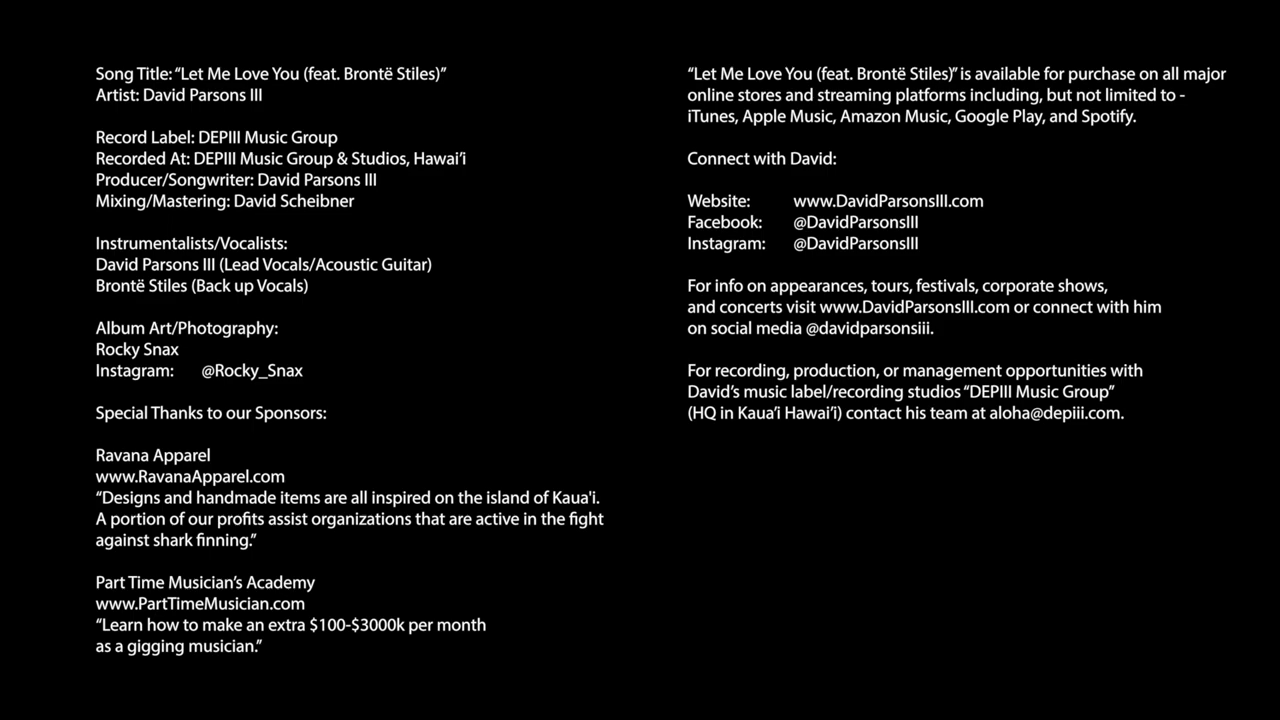 Song Title: “Let Me Love You (feat. Brontë Stiles)”
Artist: David Parsons III
Record Label: DEPIII Music Group
Recorded At: DEPIII Music Group & Studios, Hawai’i
Producer/Songwriter: David Parsons III
Mixing/Mastering: David Scheibner
Instrumentalists/Vocalists:
David Parsons III (Lead Vocals/Acoustic Guitar)
Brontë Stiles (Back up Vocals)
Album Art/Photography:
Rocky Snax
Instagram: @Rocky_Snax
Special Thanks to our Sponsors:
Ravana Apparel
www.RavanaApparel.com
“Designs and handmade items are all inspired on the island of Kaua'i.
A portion of our profits assist organizations that are active in the fight
against shark finning.”
Part Time Musician’s Academy
www.PartTimeMusician.com
“Learn how to make an extra $100-$3000k per month
as a gigging musician.”
“Let Me Love You (feat. Brontë Stiles)” is available for purchase on all major
online stores and streaming platforms including, but not limited to -
iTunes, Apple Music, Amazon Music, Google Play, and Spotify.
Connect with David:
Website: www.DavidParsonsIII.com
Facebook: @DavidParsonsIII
Instagram: @DavidParsonsIII
For info on appearances, tours, festivals, corporate shows,
and concerts visit www.DavidParsonsIII.com or connect with him
on social media @davidparsonsiii.
For recording, production, or management opportunities with
David’s music label/recording studios “DEPIII Music Group”
(HQ in Kaua’i Hawai’i) contact his team at aloha@depiii.com.